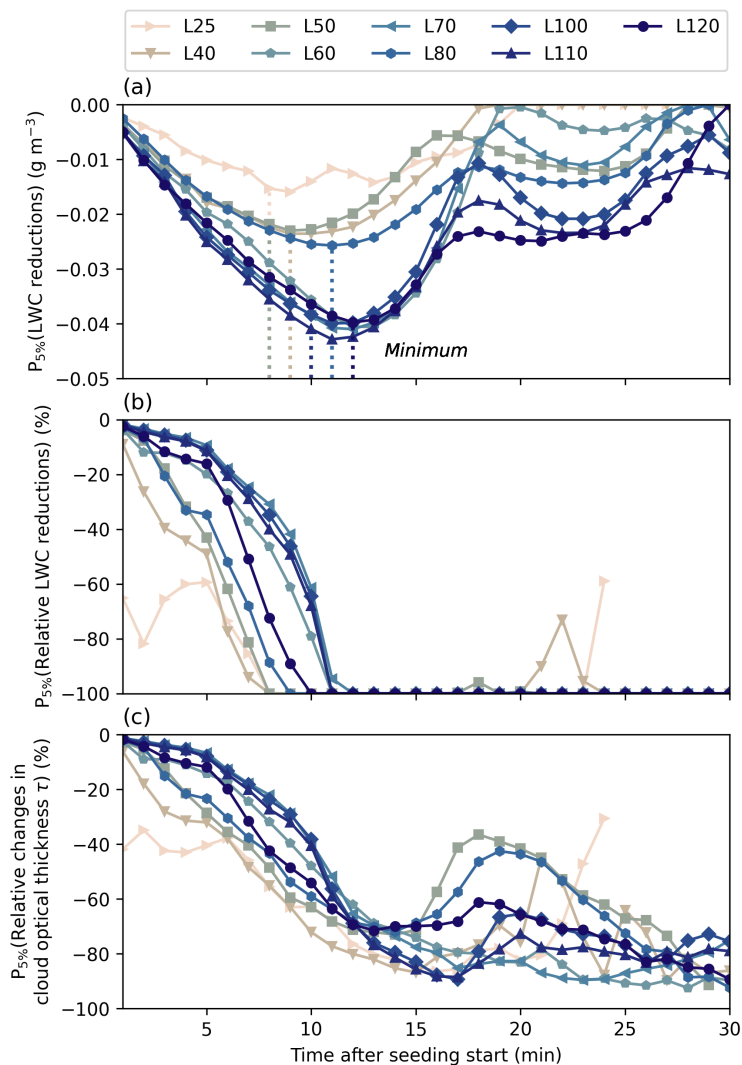 L25 L50 L70 L100 L120
L40 L60 L80 L110
(a)
P5%(LWC reductions) (g m−3)
0.00
−0.01
−0.02
−0.03
−0.04
−0.05
Minimum
(b)
P5%(Relative LWC reductions) (%)
0
−20
−40
−60
−80
−100
(c)
P5%(Relative changes in
cloud optical thickness τ) (%)
0
−20
−40
−60
−80
−100
5 10 15 20 25 30
Time after seeding start (min)